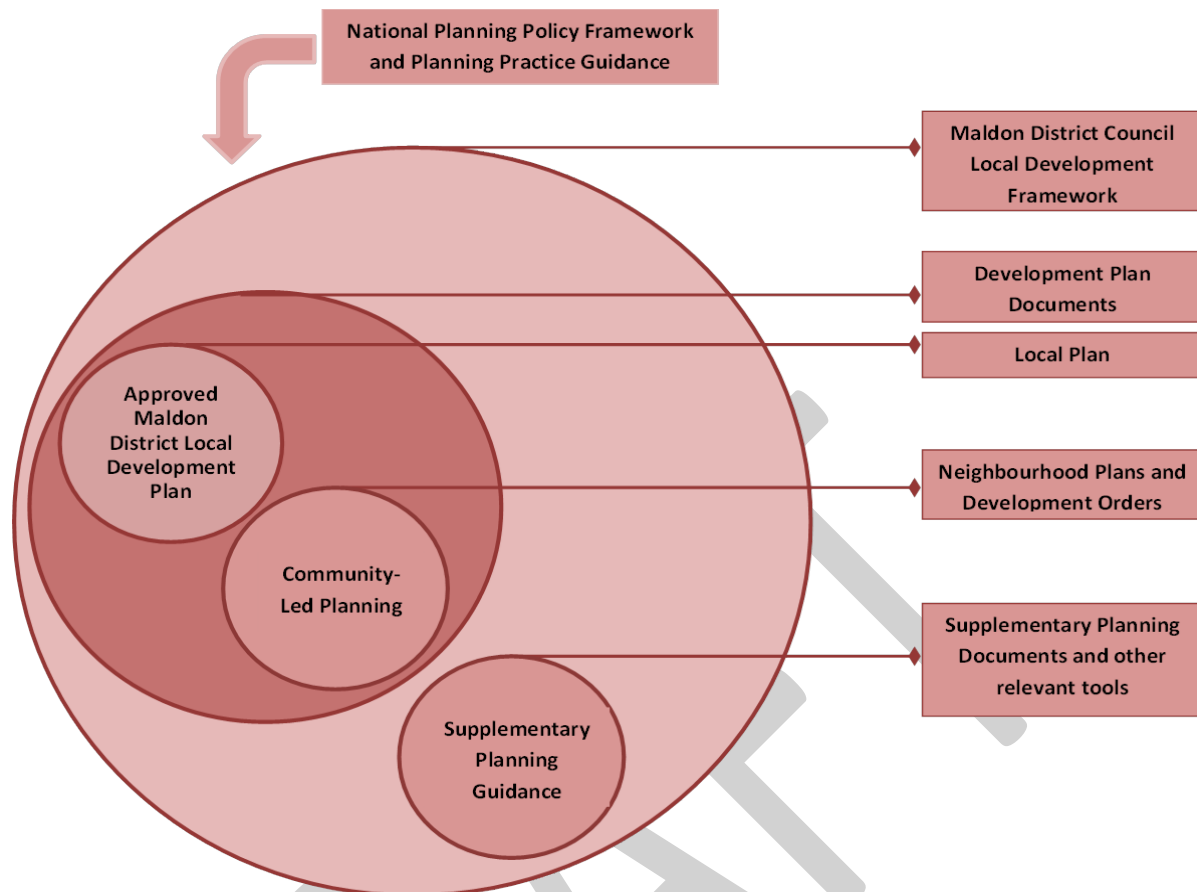 National Planning Policy Framework
and Planning Practice Guidance
Maldon District Council
Local Development
Framework
Development Plan
Documents
Local Plan
Approved
Maldon
District Local
Development
Plan
Neighbourhood Plans and
Development Orders
Community-
Led Planning
Supplementary Planning
Documents and other
relevant tools
Supplementary
Planning
Guidance